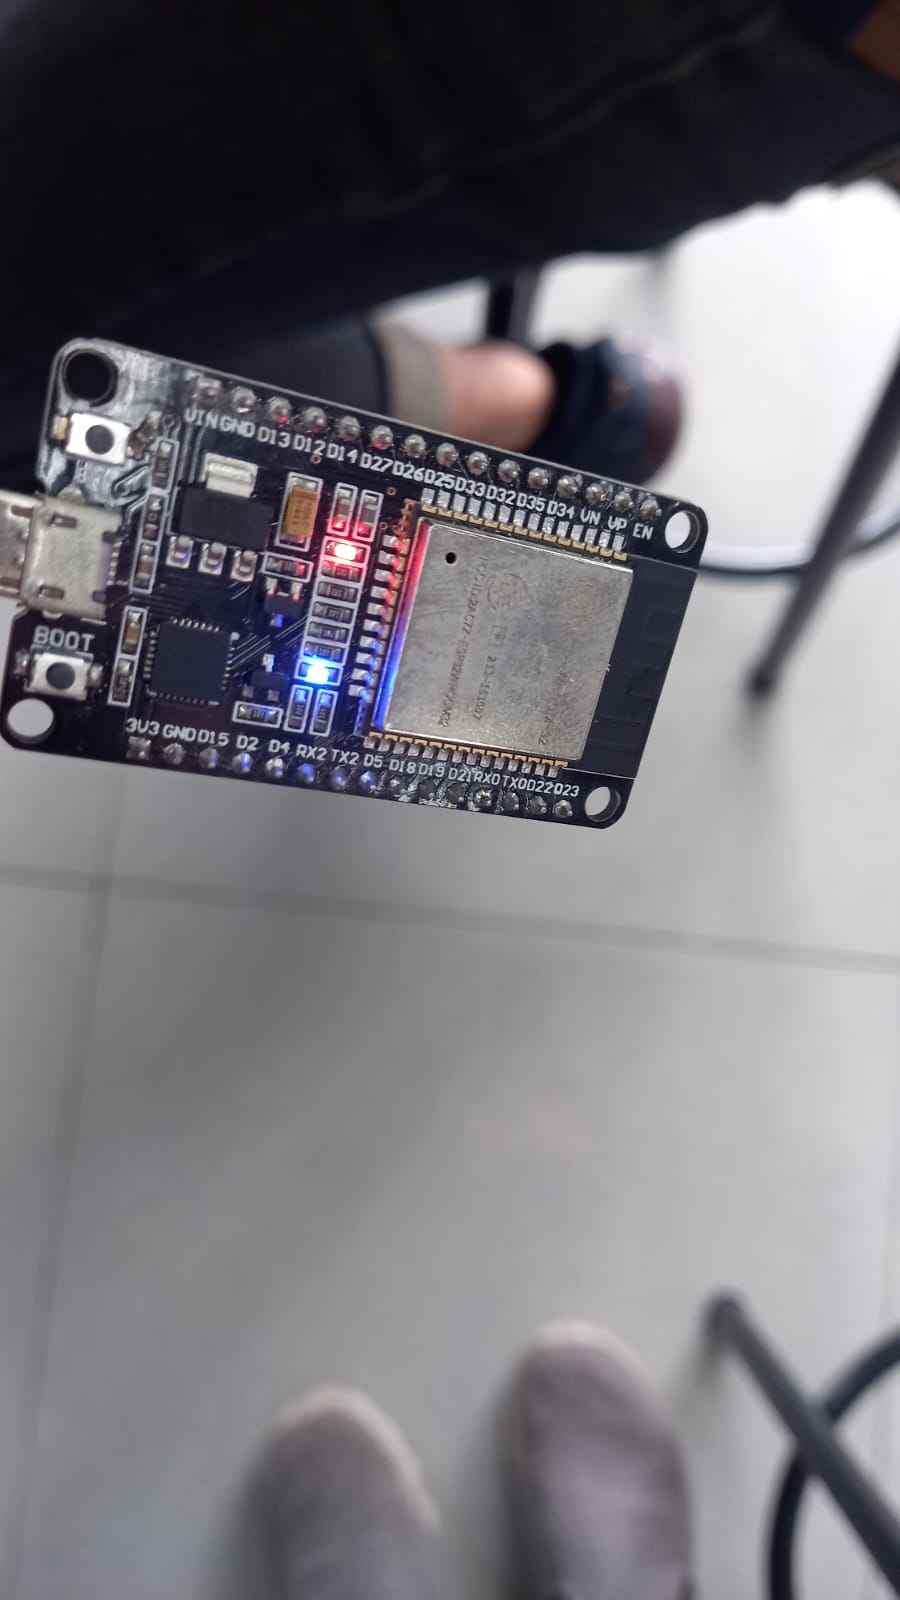 VIN GND D13 D12 D14 D27 D26 D25 D33 D32 D35 D34 VN VP EN
BOOT
3V3 GND D15 D2 D4 RX2 TX2 D5 D18 D19 D21 RX0 TX0 D22 D23